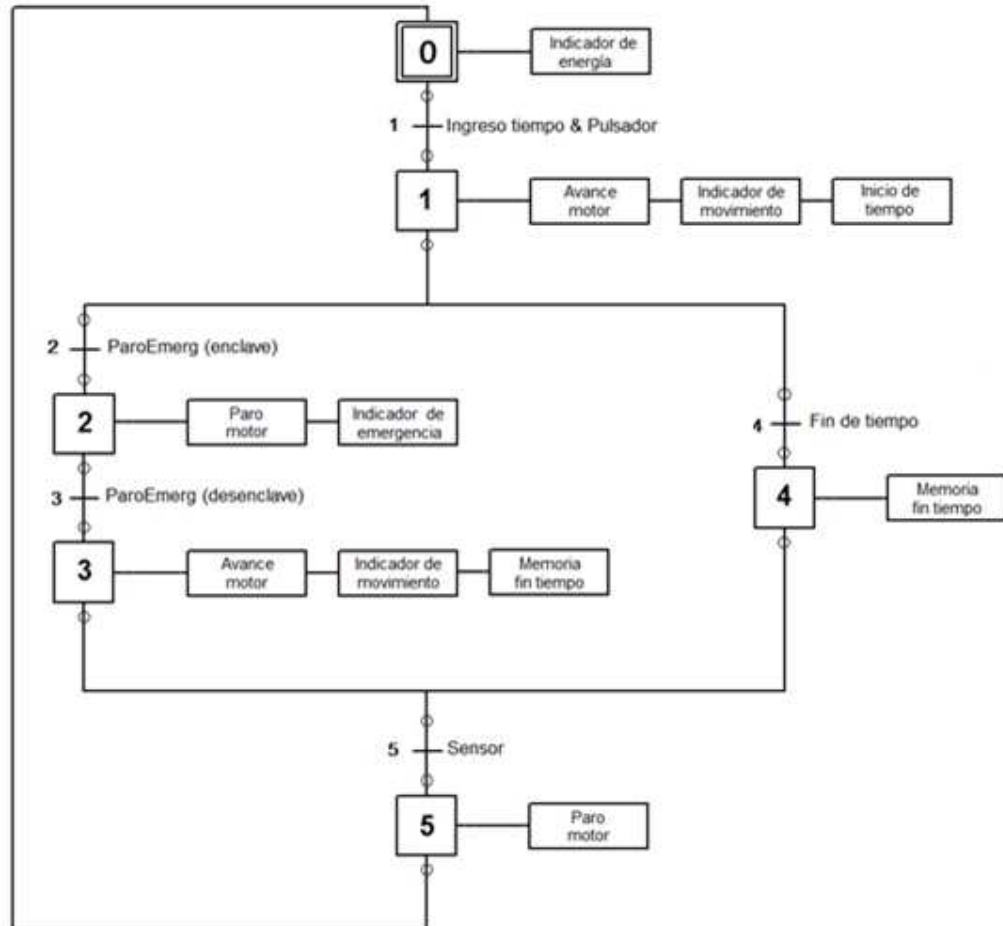 0
Indicador de
energía
1
Ingreso tiempo & Pulsador
1
Avance
motor
Indicador de
movimiento
Inicio de
tiempo
2
ParoEmerg (enclave)
2
Paro
motor
Indicador de
emergencia
3
ParoEmerg (desenclave)
3
Avance
motor
Indicador de
movimiento
Memoria
fin tiempo
4
Fin de tiempo
4
Memoria
fin tiempo
5
Sensor
5
Paro
motor